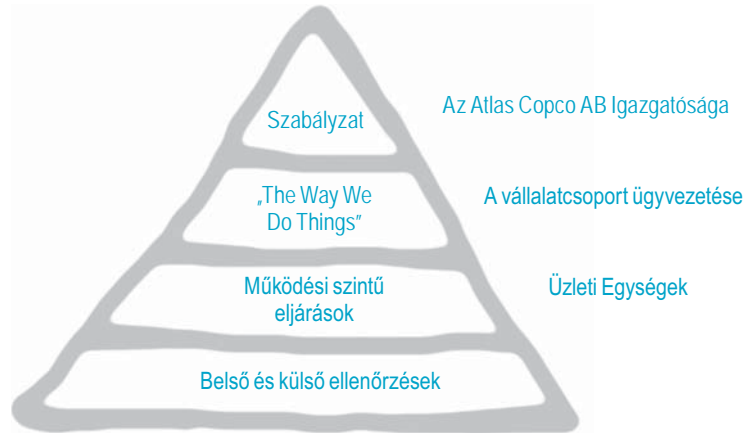 Szabályzat
Az Atlas Copco AB Igazgatósága
„The Way We
Do Things”
A vállalatcsoport ügyvezetése
Működési szintű
eljárások
Üzleti Egységek
Belső és külső ellenőrzések